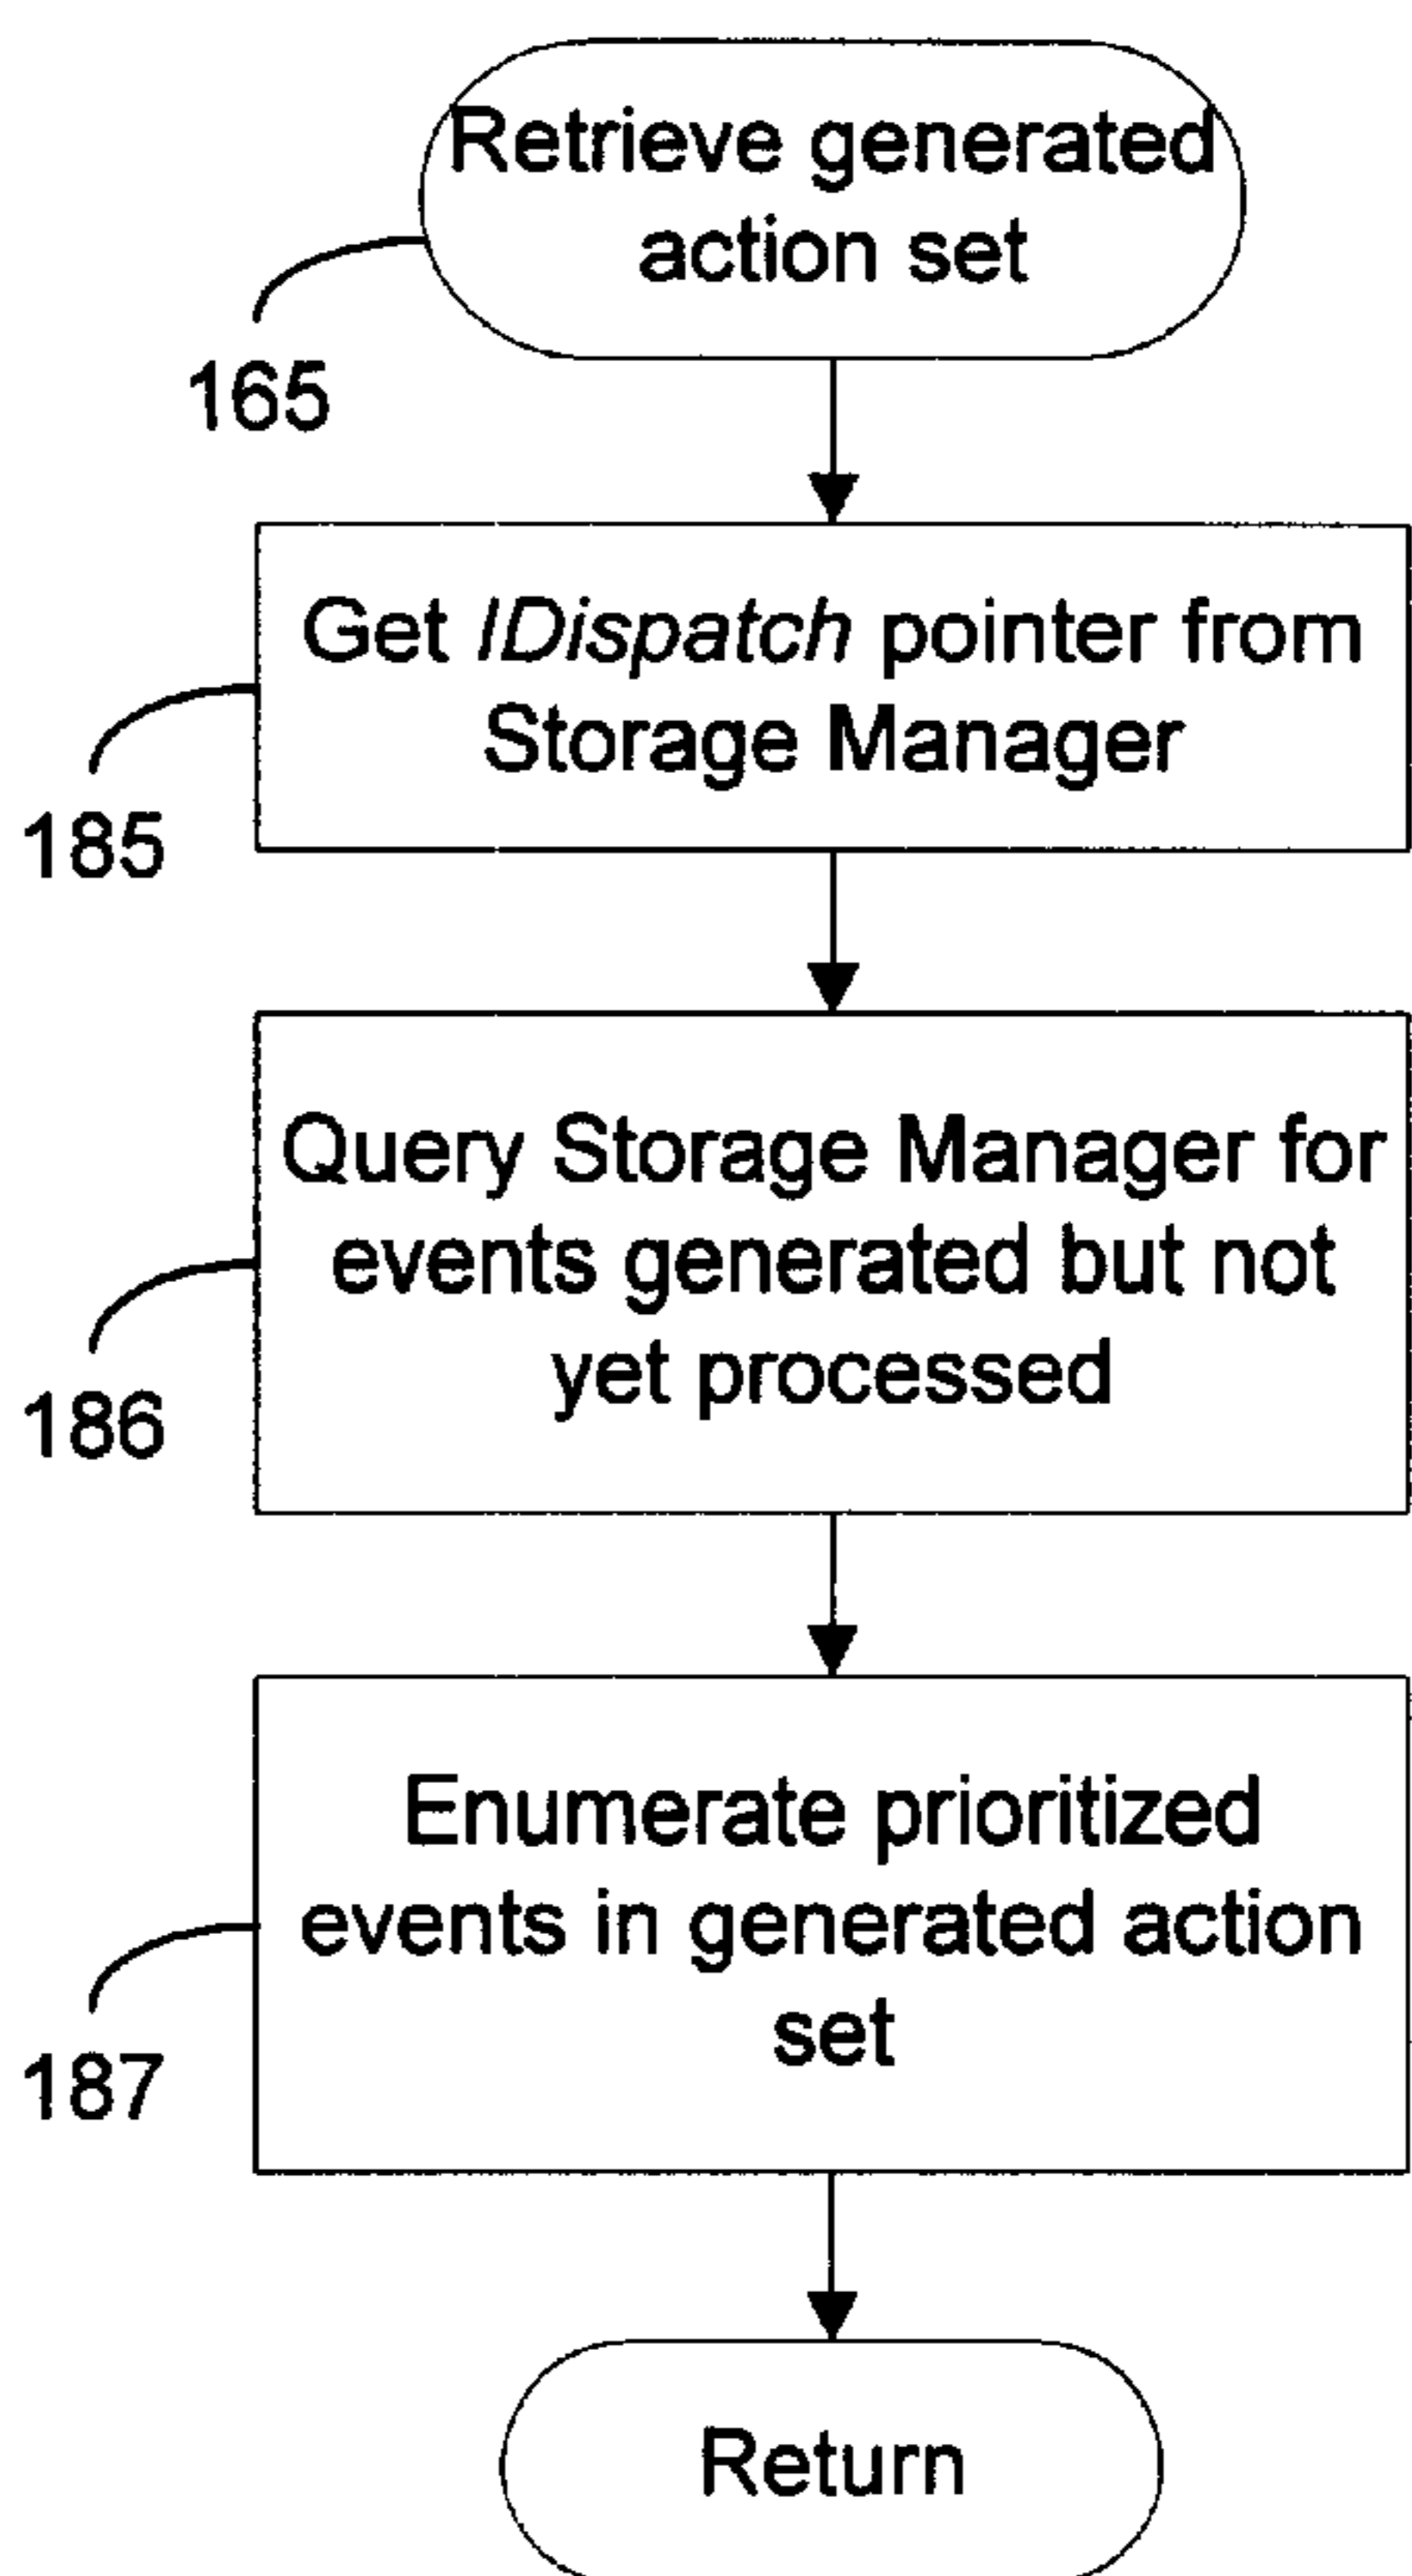 Retrieve generated
action set
165
Get IDispatch pointer from
Storage Manager
185
Query Storage Manager for
events generated but not
yet processed
186
Enumerate prioritized
events in generated action
set
187
Return